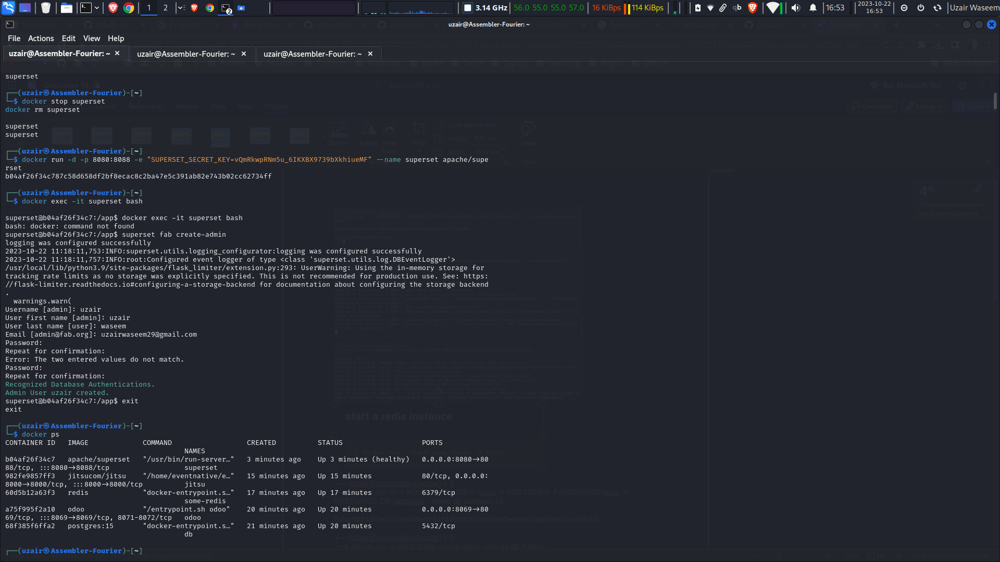 1 2 2 3.14 GHz 56.0 55.0 55.0 57.0 16 KiBps 114 KiBps qb 16:53 2023-10-22 16:53 Uzair Waseem
uzair@Assembler-Fourier: ~
File Actions Edit View Help
uzair@Assembler-Fourier: ~ × uzair@Assembler-Fourier: ~ × uzair@Assembler-Fourier: ~ ×
superset
┌──(uzair㉿Assembler-Fourier)-[~]
└─$ docker stop superset
docker rm superset
superset
superset
┌──(uzair㉿Assembler-Fourier)-[~]
└─$ docker run -d -p 8080:8088 -e "SUPERSET_SECRET_KEY=vQmRkwpRNm5u_6IKXBX9739bXkhiueMF" --name superset apache/supe
rset
b04af26f34c787c58d658df2bf8ecac8c2ba47e5c391ab82e743b02cc62734ff
┌──(uzair㉿Assembler-Fourier)-[~]
└─$ docker exec -it superset bash
superset@b04af26f34c7:/app$ docker exec -it superset bash
bash: docker: command not found
superset@b04af26f34c7:/app$ superset fab create-admin
logging was configured successfully
2023-10-22 11:18:11,753:INFO:superset.utils.logging_configurator:logging was configured successfully
2023-10-22 11:18:11,757:INFO:root:Configured event logger of type <class 'superset.utils.log.DBEventLogger'>
/usr/local/lib/python3.9/site-packages/flask_limiter/extension.py:293: UserWarning: Using the in-memory storage for
tracking rate limits as no storage was explicitly specified. This is not recommended for production use. See: https:
//flask-limiter.readthedocs.io#configuring-a-storage-backend for documentation about configuring the storage backend
.
warnings.warn(
Username [admin]: uzair
User first name [admin]: uzair
User last name [user]: waseem
Email [admin@fab.org]: uzairwaseem29@gmail.com
Password:
Repeat for confirmation:
Error: The two entered values do not match.
Password:
Repeat for confirmation:
Recognized Database Authentications.
Admin User uzair created.
superset@b04af26f34c7:/app$ exit
exit
┌──(uzair㉿Assembler-Fourier)-[~]
└─$ docker ps
CONTAINER ID IMAGE COMMAND CREATED STATUS PORTS
NAMES
b04af26f34c7 apache/superset "/usr/bin/run-server…" 3 minutes ago Up 3 minutes (healthy) 0.0.0.0:8080->80
88/tcp, :::8080->8088/tcp superset
982fe9857ff3 jitsucom/jitsu "/home/eventnative/e…" 15 minutes ago Up 15 minutes 80/tcp, 0.0.0.0:
8000->8000/tcp, :::8000->8000/tcp jitsu
60d5b12a63f3 redis "docker-entrypoint.s…" 17 minutes ago Up 17 minutes 6379/tcp
some-redis
a75f995f2a10 odoo "/entrypoint.sh odoo" 20 minutes ago Up 20 minutes 0.0.0.0:8069->80
69/tcp, :::8069->8069/tcp, 8071-8072/tcp odoo
68f385f6ffa2 postgres:15 "docker-entrypoint.s…" 21 minutes ago Up 20 minutes 5432/tcp
db
┌──(uzair㉿Assembler-Fourier)-[~]
start a redis instance